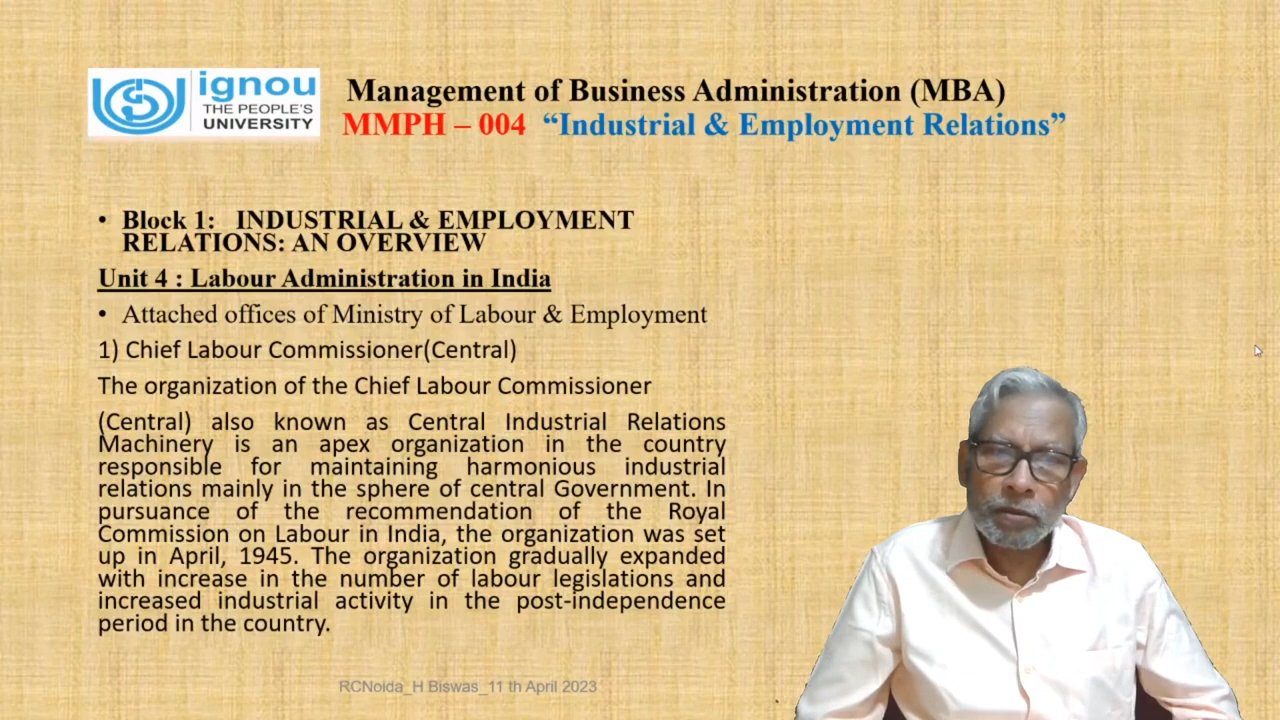 ignou
THE PEOPLE'S
UNIVERSITY
Management of Business Administration (MBA)
MMPH – 004 “Industrial & Employment Relations”
• Block 1: INDUSTRIAL & EMPLOYMENT
RELATIONS: AN OVERVIEW
Unit 4 : Labour Administration in India
• Attached offices of Ministry of Labour & Employment
1) Chief Labour Commissioner(Central)
The organization of the Chief Labour Commissioner
(Central) also known as Central Industrial Relations
Machinery is an apex organization in the country
responsible for maintaining harmonious industrial
relations mainly in the sphere of central Government. In
pursuance of the recommendation of the Royal
Commission on Labour in India, the organization was set
up in April, 1945. The organization gradually expanded
with increase in the number of labour legislations and
increased industrial activity in the post-independence
period in the country.
RCNoida_H Biswas_11 th April 2023